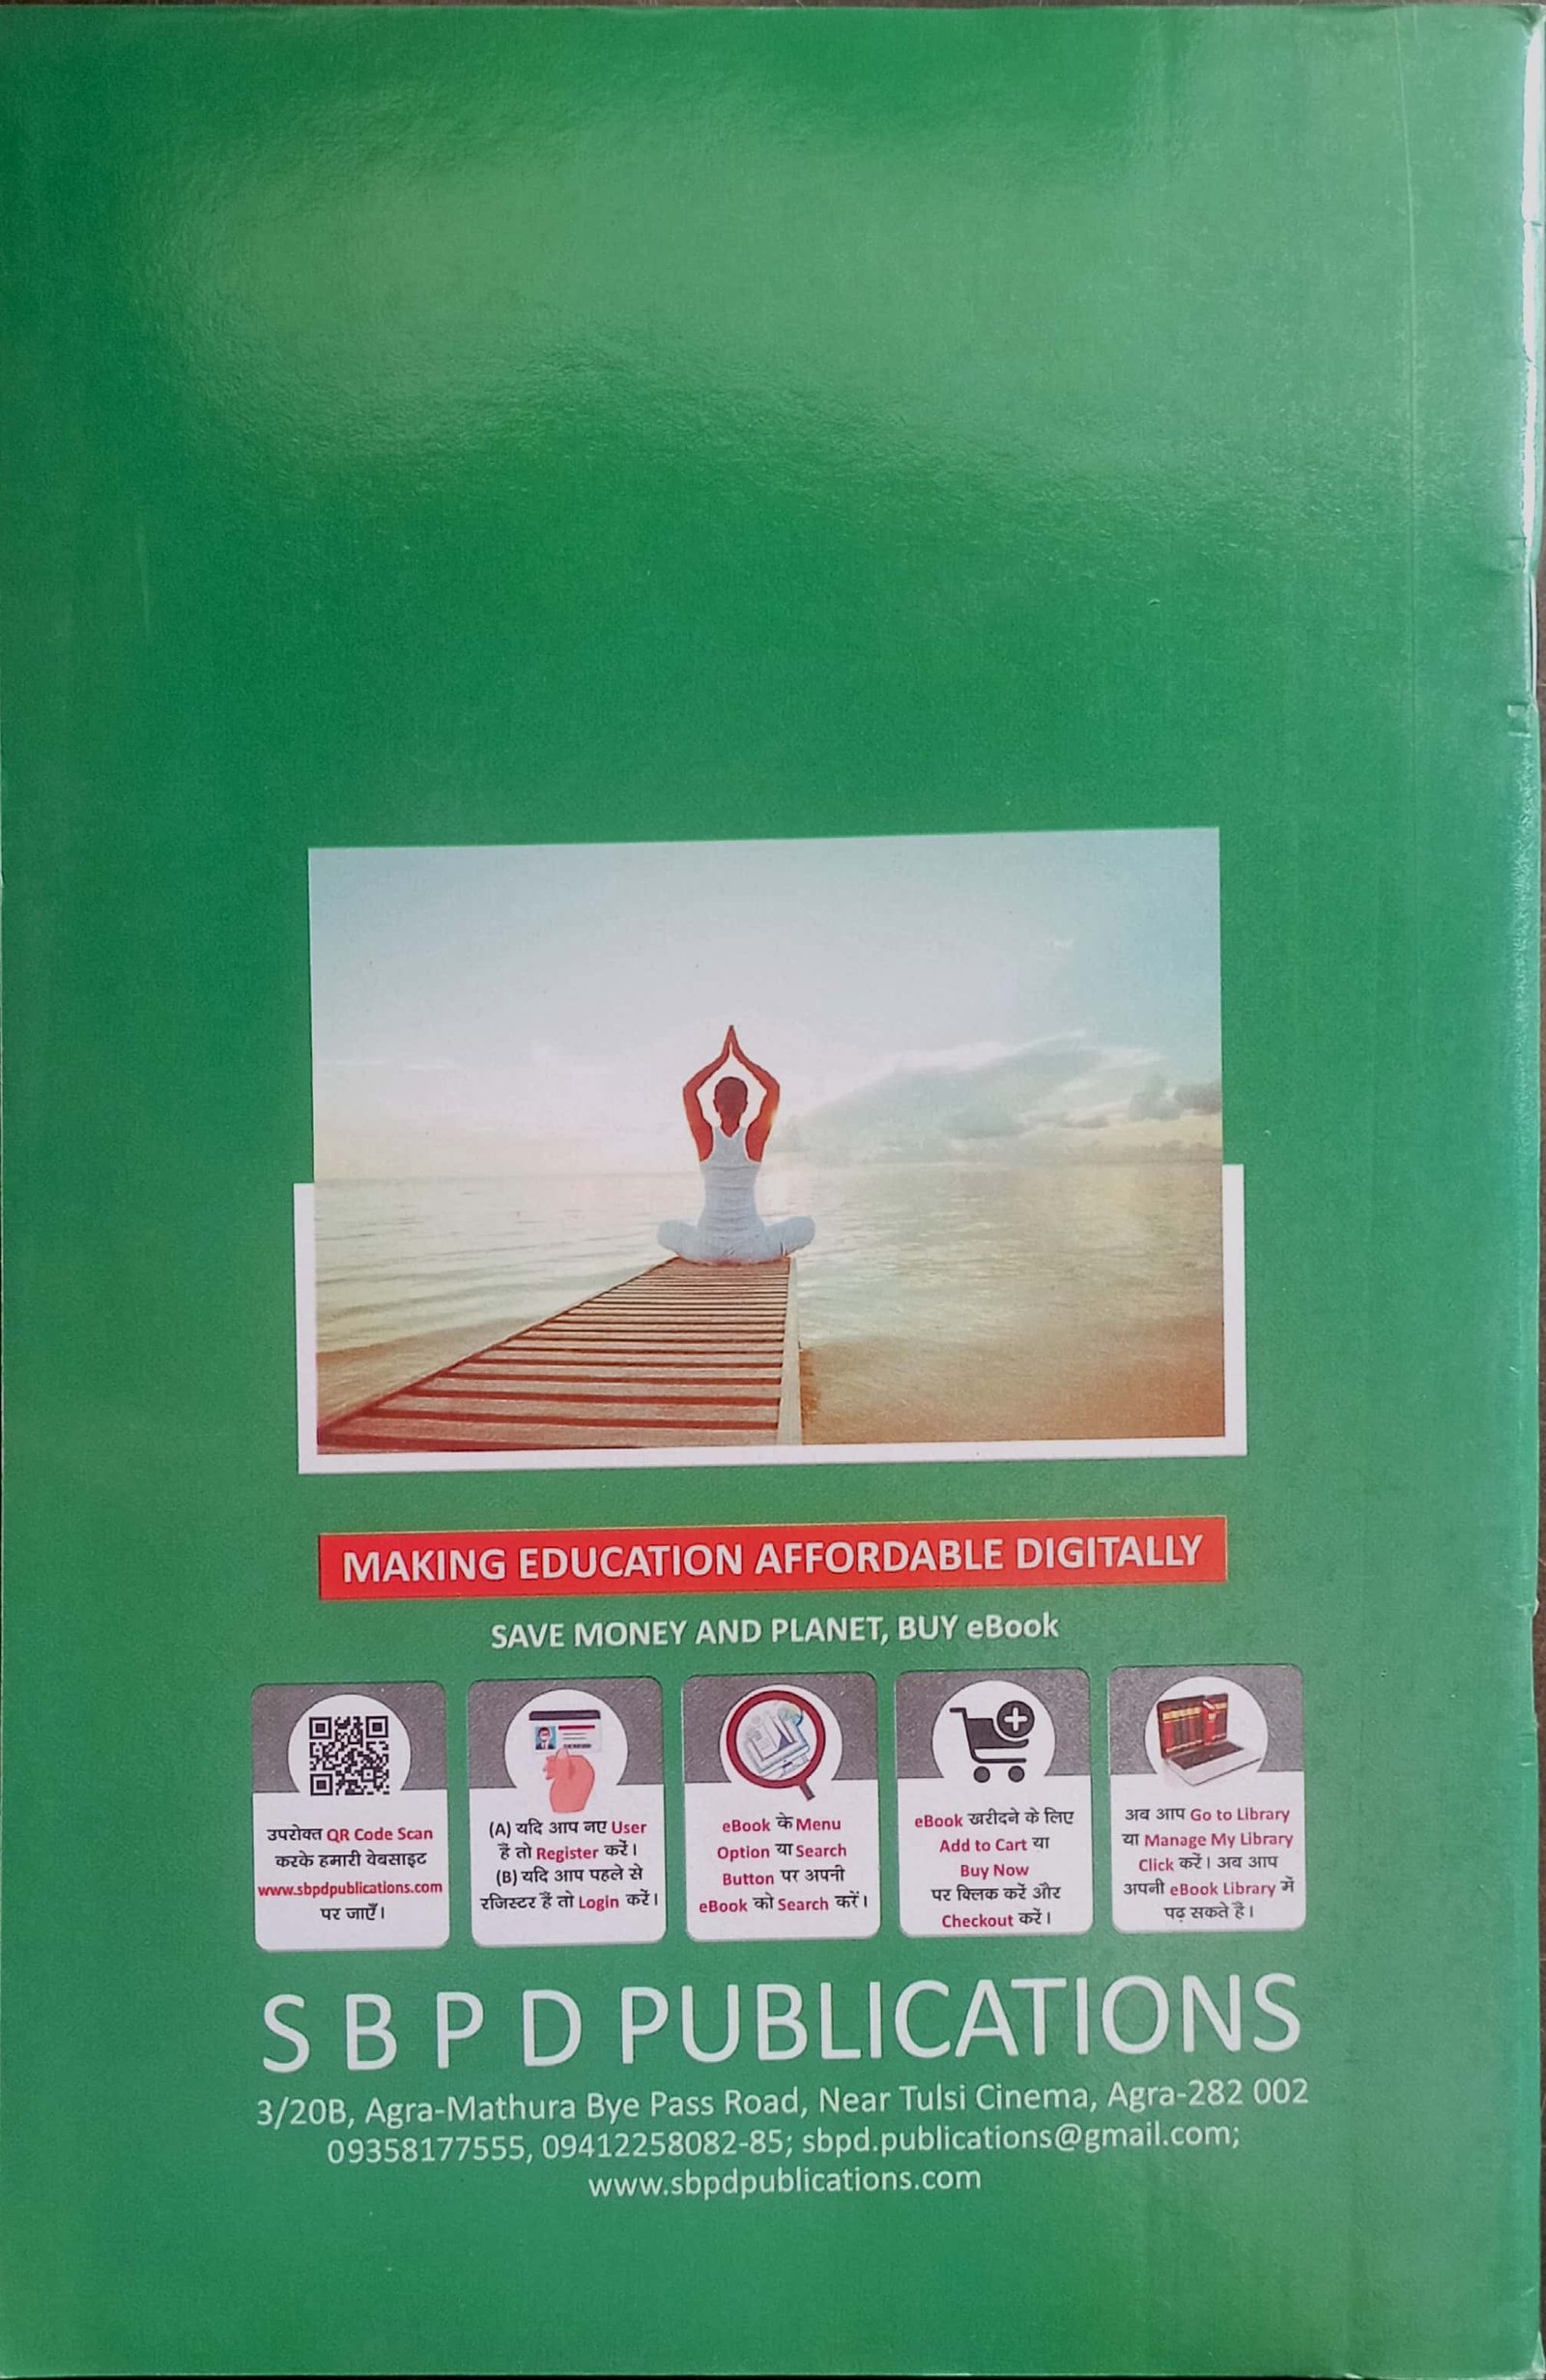 MAKING EDUCATION AFFORDABLE DIGITALLY
SAVE MONEY AND PLANET, BUY eBook
उपरोक्त QR Code Scan
करके हमारी वेबसाइट
www.sbpdpublications.com
पर जाएँ।
(A) यदि आप नए User
हैं तो Register करें।
(B) यदि आप पहले से
रजिस्टर हैं तो Login करें।
eBook के Menu
Option या Search
Button पर अपनी
eBook को Search करें।
eBook खरीदने के लिए
Add to Cart या
Buy Now
पर क्लिक करें और
Checkout करें।
अब आप Go to Library
या Manage My Library
Click करें। अब आप
अपनी eBook Library में
पढ़ सकते हैं।
S B P D PUBLICATIONS
3/20B, Agra-Mathura Bye Pass Road, Near Tulsi Cinema, Agra-282 002
09358177555, 09412258082-85; sbpd.publications@gmail.com;
www.sbpdpublications.com